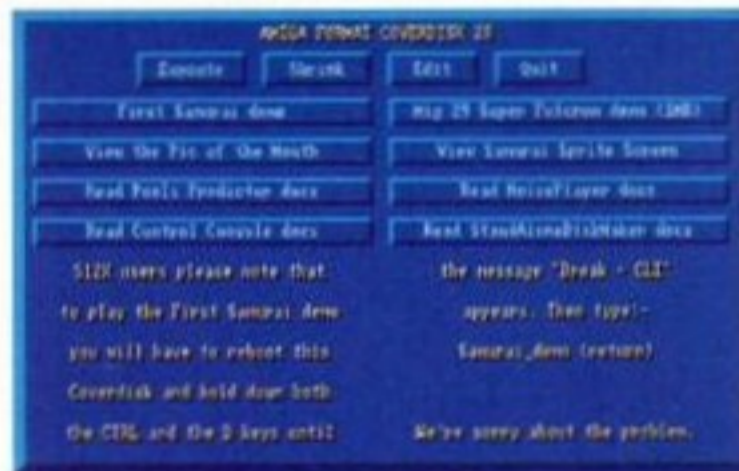 AMIGA FORMAT COVERDISK 28
Execute Shrink Edit Quit
First Samurai demo
Mig 29 Super Fulcrum demo (1MB)
View the Pic of the Month
View Samurai Sprite Screen
Read Pools Predictor docs
Read NoisePlayer docs
Read Control Console docs
Read StandAloneDiskMaker docs
512K users please note that
to play the First Samurai demo
you will have to reboot this
Coverdisk and hold down both
the CTRL and the D keys until
the message "Break - CLI"
appears. Then type:-
Samurai_demo (return)
We're sorry about the problem.